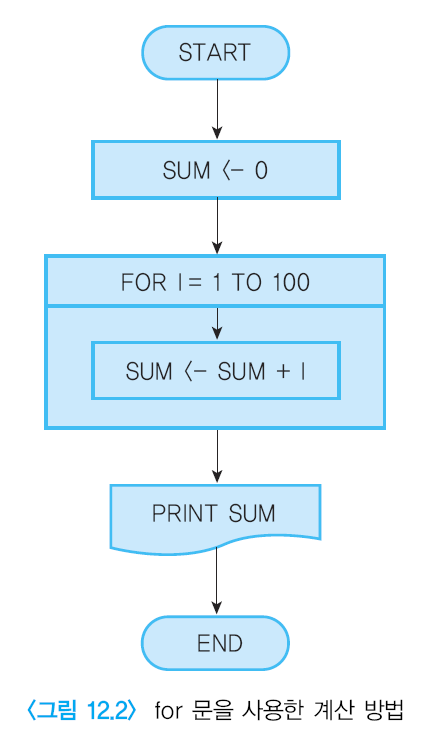 START
SUM <- 0
FOR I = 1 TO 100
SUM <- SUM + I
PRINT SUM
END
<그림 12.2> for 문을 사용한 계산 방법